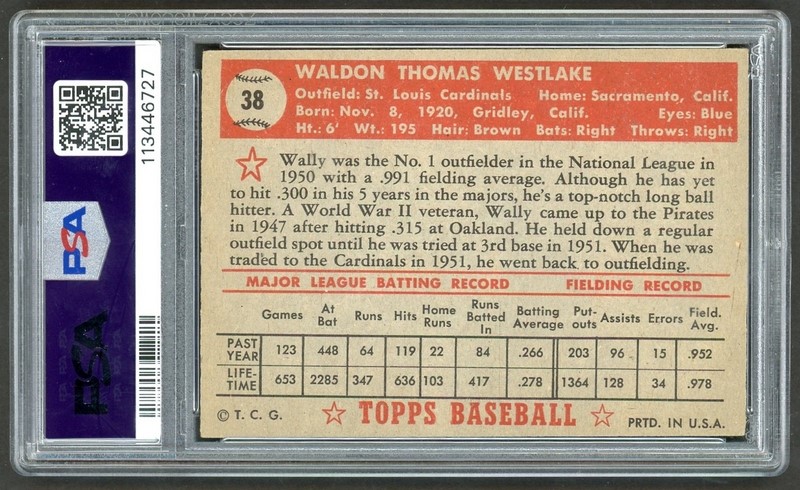 113446727
PSA
PSA
38
WALDON THOMAS WESTLAKE
Outfield: St. Louis Cardinals Home: Sacramento, Calif.
Born: Nov. 8, 1920, Gridley, Calif. Eyes: Blue
Ht.: 6' Wt.: 195 Hair: Brown Bats: Right Throws: Right
Wally was the No. 1 outfielder in the National League in
1950 with a .991 fielding average. Although he has yet
to hit .300 in his 5 years in the majors, he's a top-notch long ball
hitter. A World War II veteran, Wally came up to the Pirates
in 1947 after hitting .315 at Oakland. He held down a regular
outfield spot until he was tried at 3rd base in 1951. When he was
traded to the Cardinals in 1951, he went back to outfielding.
MAJOR LEAGUE BATTING RECORD FIELDING RECORD
Games At Bat Runs Hits Home Runs Runs Batted In Batting Average Put-outs Assists Errors Field. Avg.
PAST YEAR 123 448 64 119 22 84 .266 203 96 15 .952
LIFE-TIME 653 2285 347 636 103 417 .278 1364 128 34 .978
© T. C. G. TOPPS BASEBALL PRTD. IN U.S.A.